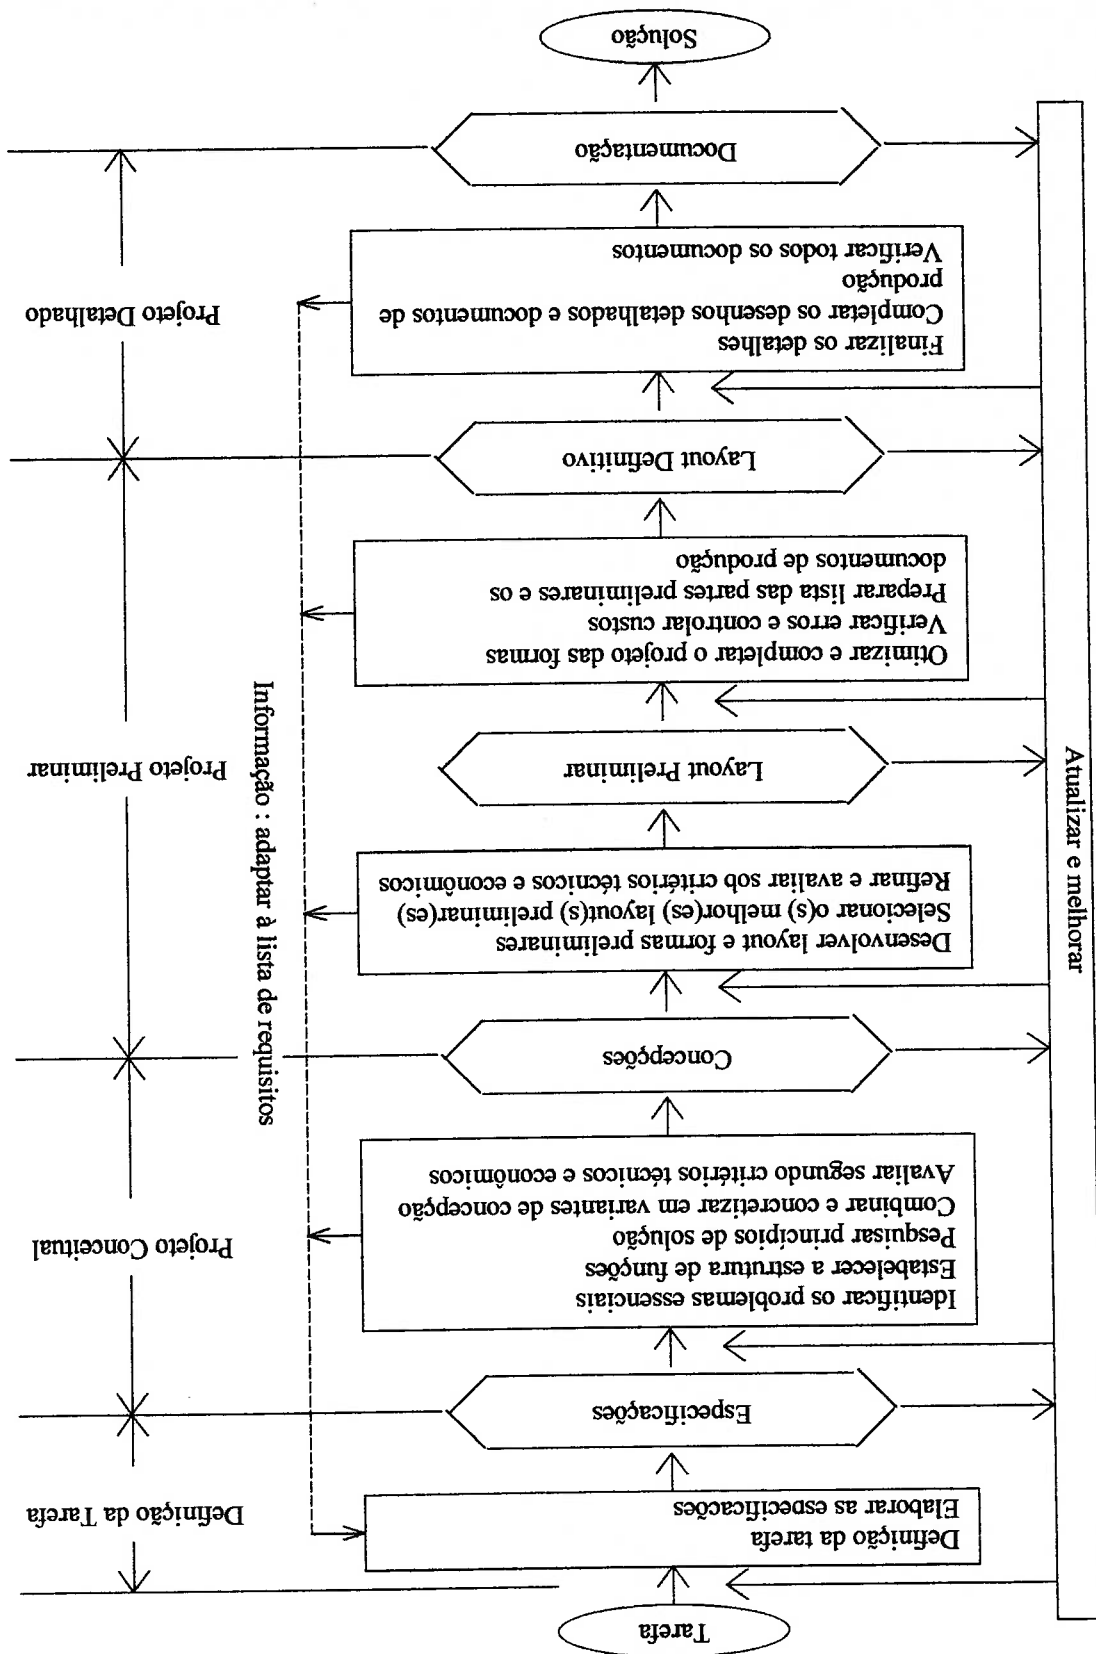 Tarefa
Definição da tarefa
Elaborar as especificações
Definição da Tarefa
Especificações
Identificar os problemas essenciais
Estabelecer a estrutura de funções
Pesquisar princípios de solução
Combinar e concretizar em variantes de concepção
Avaliar segundo critérios técnicos e econômicos
Projeto Conceitual
Concepções
Desenvolver layout e formas preliminares
Selecionar o(s) melhor(es) layout(s) preliminar(es)
Refinar e avaliar sob critérios técnicos e econômicos
Layout Preliminar
Projeto Preliminar
Otimizar e completar o projeto das formas
Verificar erros e controlar custos
Preparar lista das partes preliminares e os
documentos de produção
Layout Definitivo
Finalizar os detalhes
Completar os desenhos detalhados e documentos de
produção
Verificar todos os documentos
Projeto Detalhado
Documentação
Solução
Atualizar e melhorar
Informação : adaptar à lista de requisitos